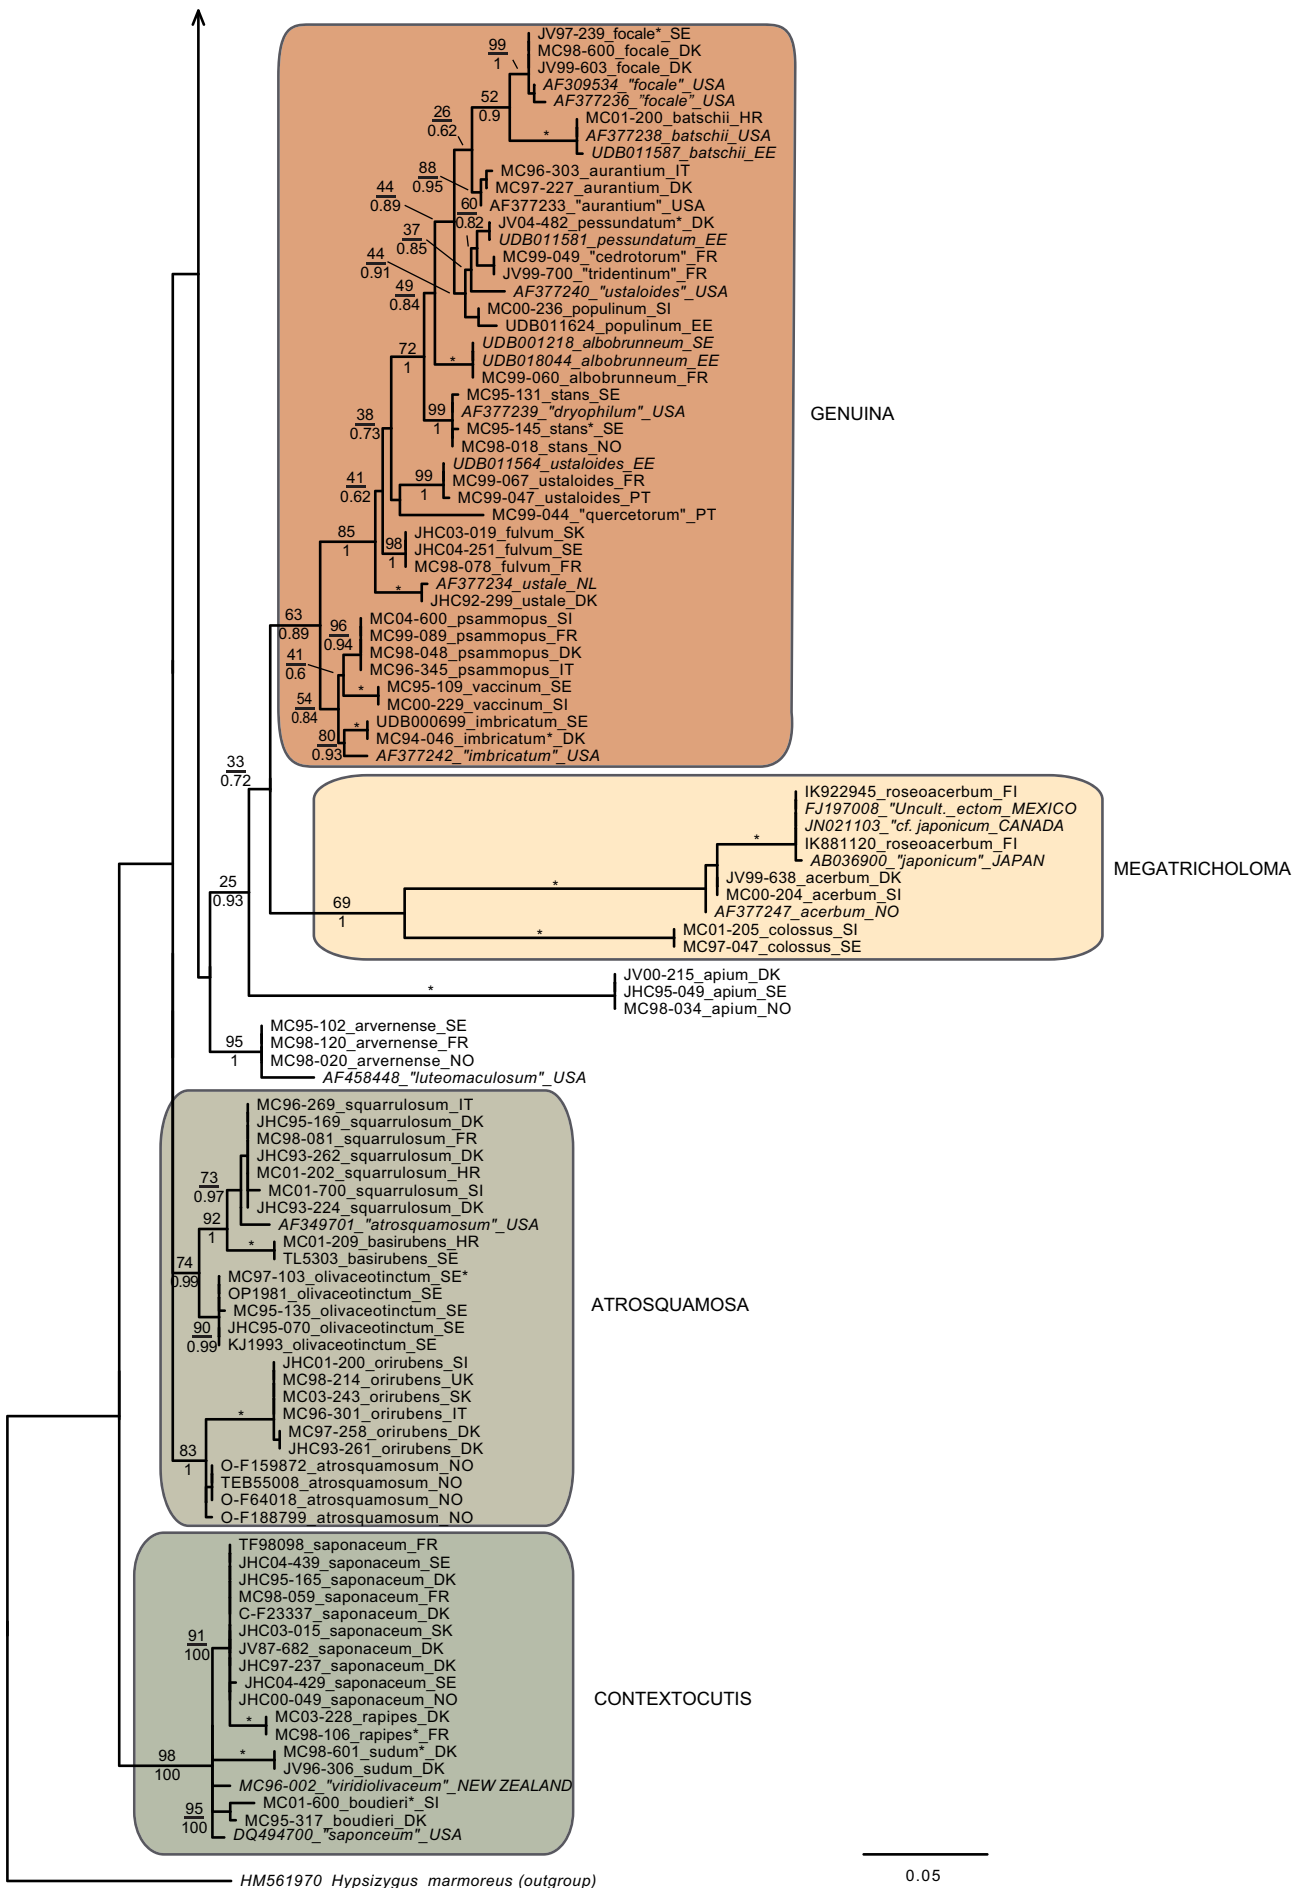 JV97-239_focale*_SE
99
1
MC98-600_focale_DK
JV99-603_focale_DK
AF309534_"focale"_USA
AF377236_"focale"_USA
52
0.9
26
0.62
MC01-200_batschii_HR
*
AF377238_batschii_USA
UDB011587_batschii_EE
88
0.95
MC96-303_aurantium_IT
MC97-227_aurantium_DK
AF377233_"aurantium"_USA
44
0.89
60
0.82
JV04-482_pessundatum*_DK
UDB011581_pessundatum_EE
37
0.85
MC99-049_"cedrotorum"_FR
JV99-700_"tridentinum"_FR
44
0.91
AF377240_"ustaloides"_USA
49
0.84
MC00-236_populinum_SI
UDB011624_populinum_EE
UDB001218_albobrunneum_SE
72
1
*
UDB018044_albobrunneum_EE
MC99-060_albobrunneum_FR
MC95-131_stans_SE
99
1
AF377239_"dryophilum"_USA
GENUINA
38
0.73
MC95-145_stans*_SE
MC98-018_stans_NO
UDB011564_ustaloides_EE
41
0.62
99
1
MC99-067_ustaloides_FR
MC99-047_ustaloides_PT
MC99-044_"quercetorum"_PT
85
1
JHC03-019_fulvum_SK
98
1
JHC04-251_fulvum_SE
MC98-078_fulvum_FR
*
AF377234_ustale_NL
JHC92-299_ustale_DK
63
0.89
MC04-600_psammopus_SI
96
0.94
MC99-089_psammopus_FR
MC98-048_psammopus_DK
41
0.6
MC96-345_psammopus_IT
*
MC95-109_vaccinum_SE
54
0.84
MC00-229_vaccinum_SI
*
UDB000699_imbricatum_SE
80
0.93
MC94-046_imbricatum*_DK
AF377242_"imbricatum"_USA
33
0.72
IK922945_roseoacerbum_FI
FJ197008_"Uncult._ectom_MEXICO
JN021103_"cf. japonicum_CANADA
*
IK881120_roseoacerbum_FI
AB036900_"japonicum"_JAPAN
MEGATRICHOLOMA
25
0.93
JV99-638_acerbum_DK
*
MC00-204_acerbum_SI
69
1
AF377247_acerbum_NO
*
MC01-205_colossus_SI
MC97-047_colossus_SE
JV00-215_apium_DK
*
JHC95-049_apium_SE
MC98-034_apium_NO
MC95-102_arvernense_SE
95
1
MC98-120_arvernense_FR
MC98-020_arvernense_NO
AF458448_"luteomaculosum"_USA
MC96-269_squarrulosum_IT
JHC95-169_squarrulosum_DK
MC98-081_squarrulosum_FR
JHC93-262_squarrulosum_DK
73
0.97
MC01-202_squarrulosum_HR
MC01-700_squarrulosum_SI
JHC93-224_squarrulosum_DK
92
1
AF349701_"atrosquamosum"_USA
*
MC01-209_basirubens_HR
TL5303_basirubens_SE
74
0.99
MC97-103_olivaceotinctum_SE*
OP1981_olivaceotinctum_SE
ATROSQUAMOSA
MC95-135_olivaceotinctum_SE
90
0.99
JHC95-070_olivaceotinctum_SE
KJ1993_olivaceotinctum_SE
JHC01-200_orirubens_SI
MC98-214_orirubens_UK
MC03-243_orirubens_SK
*
MC96-301_orirubens_IT
MC97-258_orirubens_DK
JHC93-261_orirubens_DK
83
1
O-F159872_atrosquamosum_NO
TEB55008_atrosquamosum_NO
O-F64018_atrosquamosum_NO
O-F188799_atrosquamosum_NO
TF98098_saponaceum_FR
JHC04-439_saponaceum_SE
JHC95-165_saponaceum_DK
MC98-059_saponaceum_FR
C-F23337_saponaceum_DK
JHC03-015_saponaceum_SK
91
100
JV87-682_saponaceum_DK
JHC97-237_saponaceum_DK
JHC04-429_saponaceum_SE
JHC00-049_saponaceum_NO
CONTEXTOCUTIS
*
MC03-228_rapipes_DK
MC98-106_rapipes*_FR
98
100
*
MC98-601_sudum*_DK
JV96-306_sudum_DK
MC96-002_"viridiolivaceum"_NEW ZEALAND
MC01-600_boudieri*_SI
95
100
MC95-317_boudieri_DK
DQ494700_"saponceum"_USA
0.05
HM561970_Hypsizygus_marmoreus (outgroup)